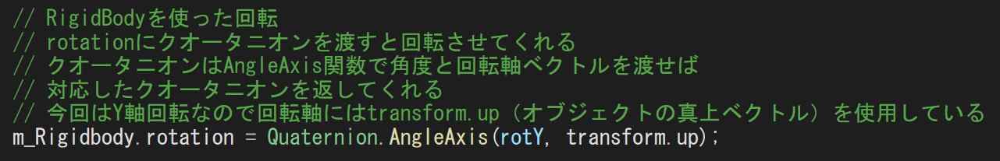 // RigidBodyを使った回転
// rotationにクオータニオンを渡すと回転させてくれる
// クオータニオンはAngleAxis関数で角度と回転軸ベクトルを渡せば
// 対応したクオータニオンを返してくれる
// 今回はY軸回転なので回転軸にはtransform.up（オブジェクトの真上ベクトル）を使用している
m_Rigidbody.rotation = Quaternion.AngleAxis(rotY, transform.up);